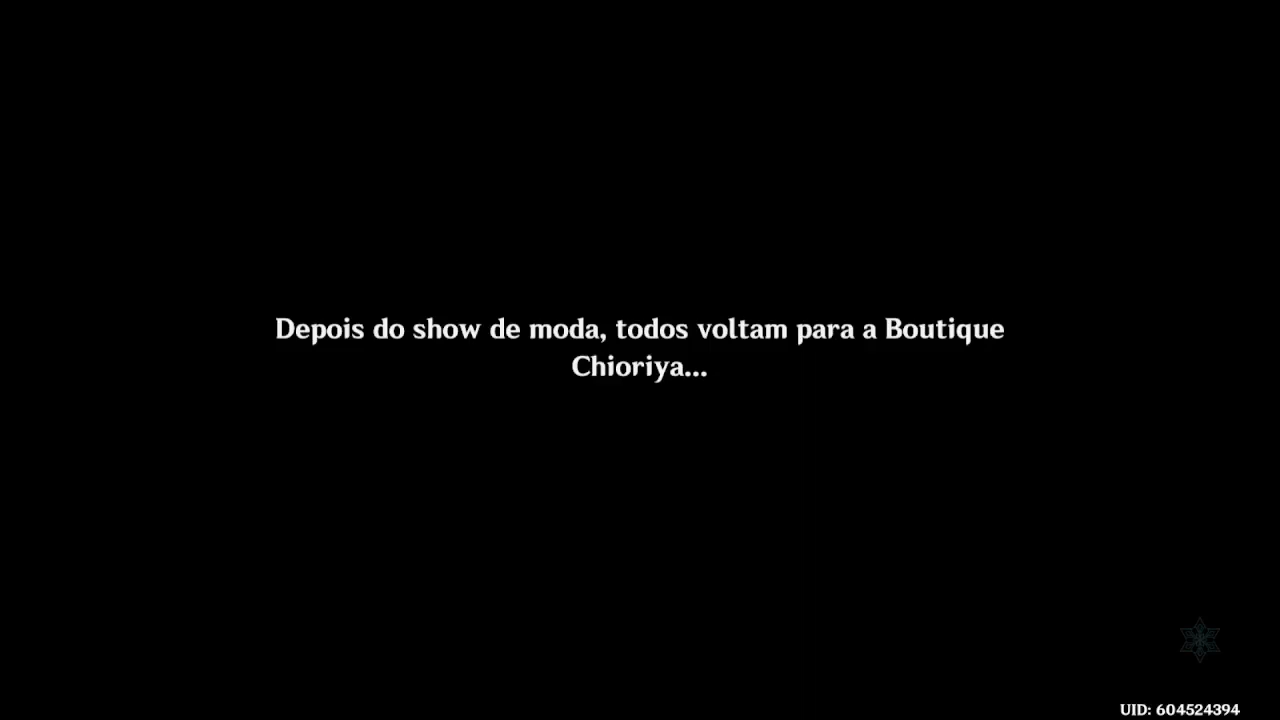 Depois do show de moda, todos voltam para a Boutique
Chioriya...
UID: 604524394